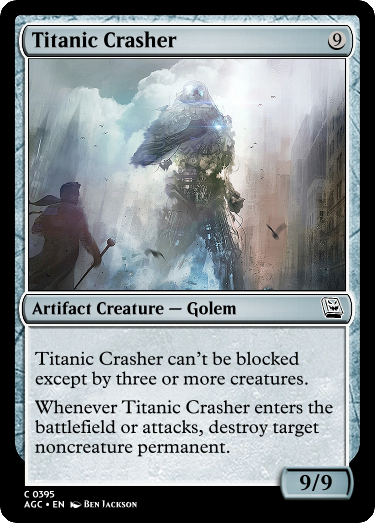 Titanic Crasher 9
Artifact Creature — Golem
Titanic Crasher can't be blocked
except by three or more creatures.
Whenever Titanic Crasher enters the
battlefield or attacks, destroy target
noncreature permanent.
9/9
C 0395
AGC • EN Ben Jackson